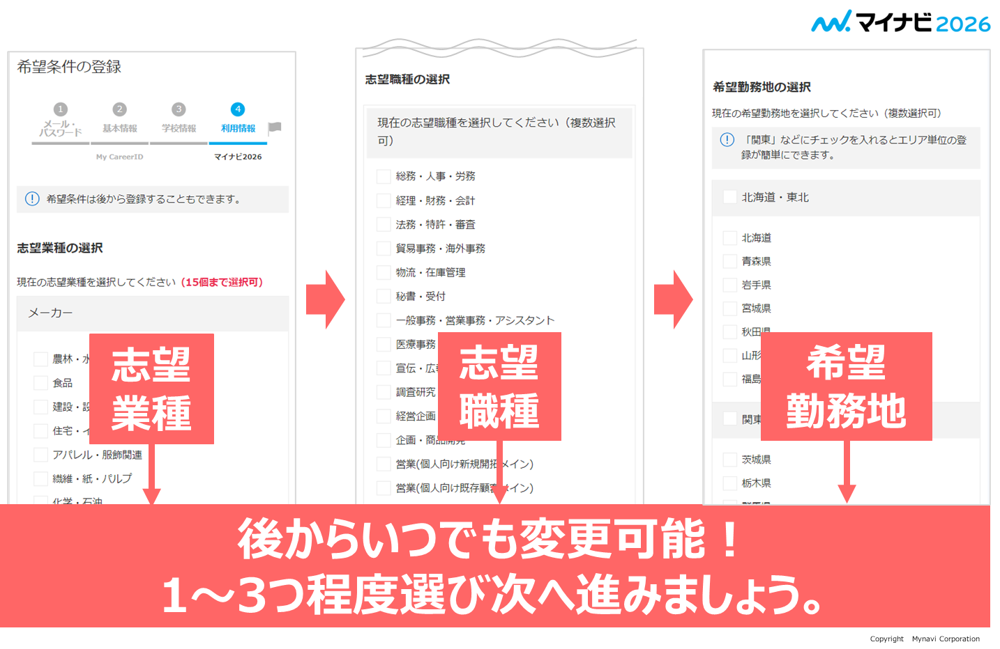 マイナビ 2026
希望条件の登録
1
2
3
4
メール・
パスワード
基本情報
学校情報
利用情報
My CareerID
マイナビ2026
希望条件は後から登録することもできます。
志望業種の選択
現在の志望業種を選択してください（15個まで選択可）
メーカー
農林・水
食品
建設・設
住宅・イ
アパレル・服飾関連
繊維・紙・パルプ
化学・石油
志望
業種
志望職種の選択
現在の志望職種を選択してください（複数選択
可）
総務・人事・労務
経理・財務・会計
法務・特許・審査
貿易事務・海外事務
物流・在庫管理
秘書・受付
一般事務・営業事務・アシスタント
医療事務
宣伝・広報
調査研究
経営企画
企画・商品開発
営業(個人向け新規開拓メイン)
営業(個人向け既存顧客メイン)
志望
職種
希望勤務地の選択
現在の希望勤務地を選択してください（複数選択可）
「関東」などにチェックを入れるとエリア単位の登
録が簡単にできます。
北海道・東北
北海道
青森県
岩手県
宮城県
秋田県
山形
福島
関東
茨城県
栃木県
群馬県
希望
勤務地
後からいつでも変更可能！
1～3つ程度選び次へ進みましょう。
Copyright Mynavi Corporation